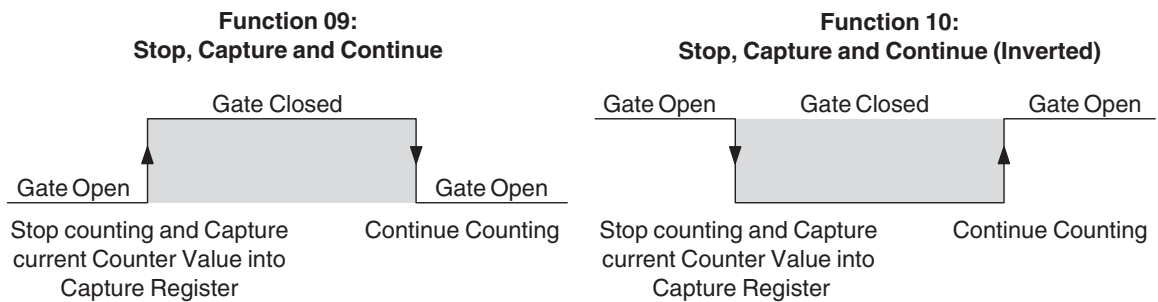 Function 09:
Stop, Capture and Continue
Gate Closed
Gate Open
Gate Open
Stop counting and Capture
current Counter Value into
Capture Register
Continue Counting
Function 10:
Stop, Capture and Continue (Inverted)
Gate Open
Gate Closed
Gate Open
Stop counting and Capture
current Counter Value into
Capture Register
Continue Counting